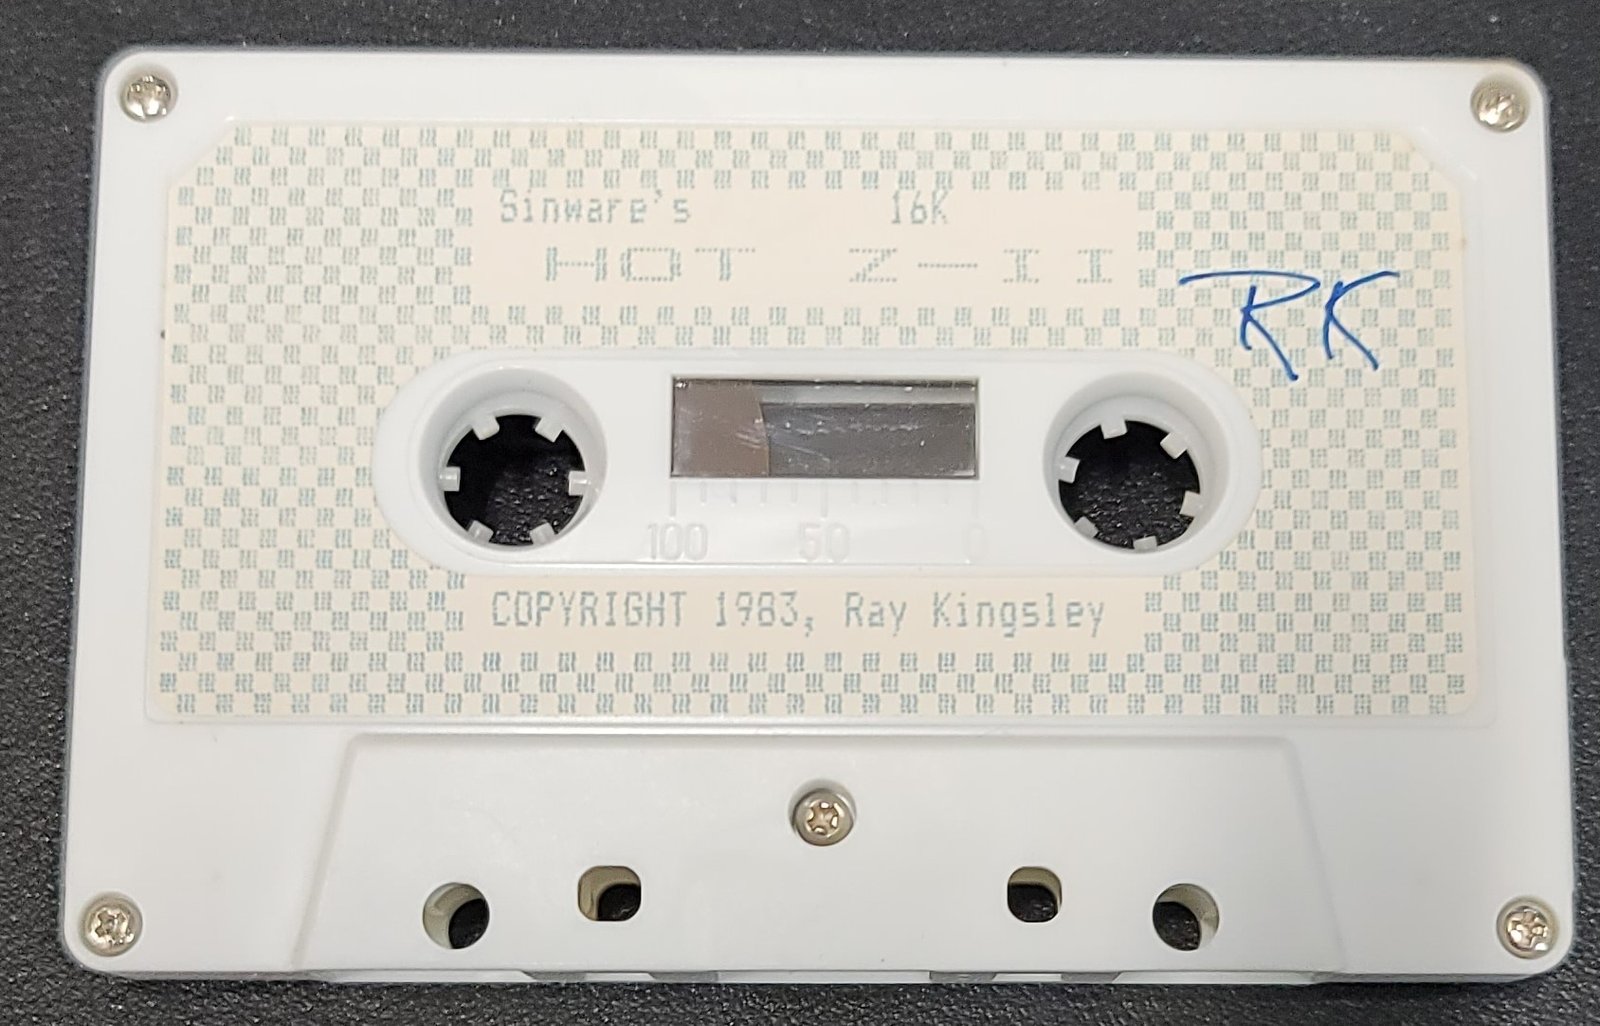 Sinware's 16K
HOT Z-II
RK
100 50 0
COPYRIGHT 1983, Ray Kingsley